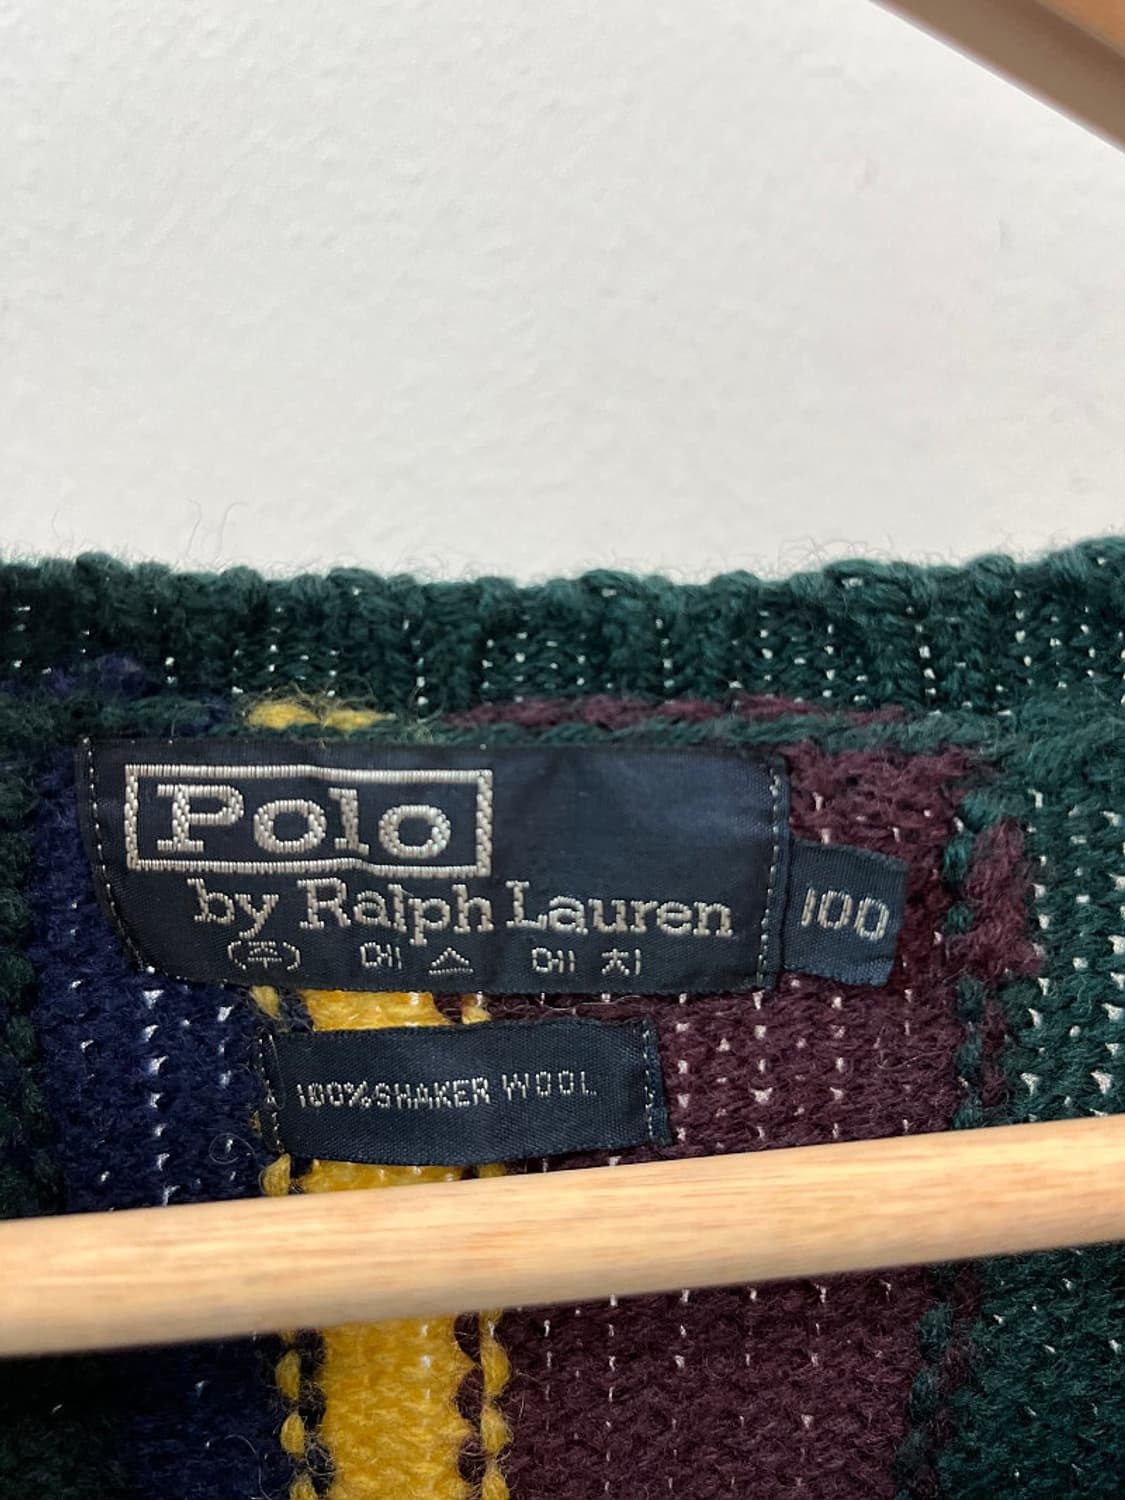 Polo
by Ralph Lauren
(주) 에스에치
100
100%SHAKER WOOL